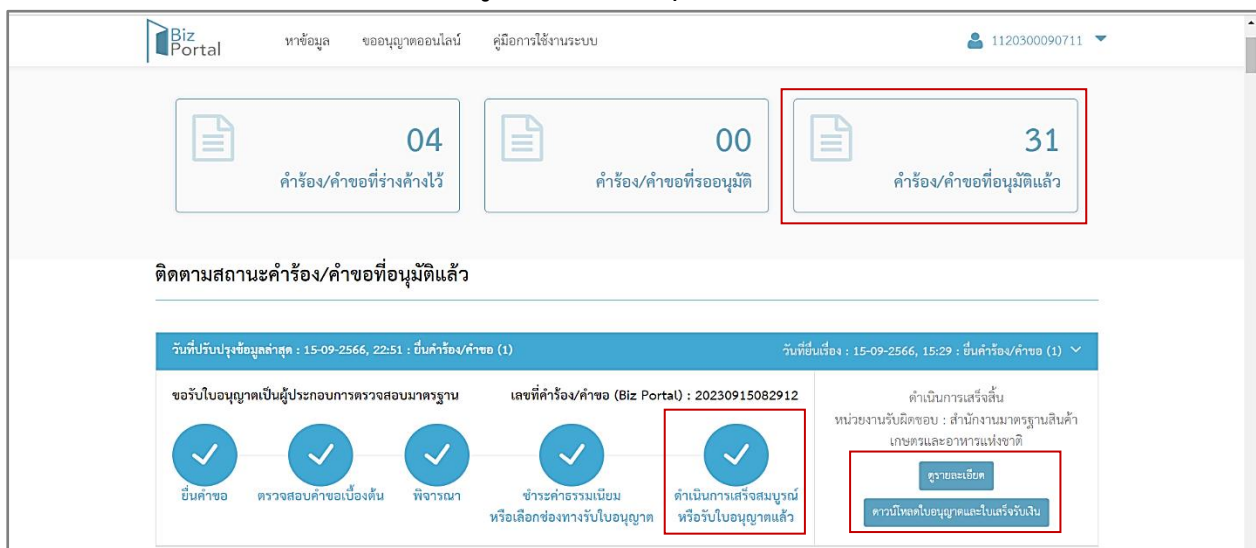 Biz
Portal
หาข้อมูล ขออนุญาตออนไลน์ คู่มือการใช้งานระบบ 1120300090711
04
คำร้อง/คำขอที่ร่างค้างไว้
00
คำร้อง/คำขอที่รออนุมัติ
31
คำร้อง/คำขอที่อนุมัติแล้ว
ติดตามสถานะคำร้อง/คำขอที่อนุมัติแล้ว
วันที่ปรับปรุงข้อมูลล่าสุด : 15-09-2566, 22:51 : ยื่นคำร้อง/คำขอ (1) วันที่ยื่นเรื่อง : 15-09-2566, 15:29 : ยื่นคำร้อง/คำขอ (1)
ขอรับใบอนุญาตเป็นผู้ประกอบการตรวจสอบมาตรฐาน เลขที่คำร้อง/คำขอ (Biz Portal) : 20230915082912
ยื่นคำขอ
ตรวจสอบคำขอเบื้องต้น
พิจารณา
ชำระค่าธรรมเนียม
หรือเลือกช่องทางรับใบอนุญาต
ดำเนินการเสร็จสมบูรณ์
หรือรับใบอนุญาตแล้ว
ดำเนินการเสร็จสิ้น
หน่วยงานรับผิดชอบ : สำนักงานมาตรฐานสินค้า
เกษตรและอาหารแห่งชาติ
ดูรายละเอียด
ดาวน์โหลดใบอนุญาตและใบเสร็จรับเงิน